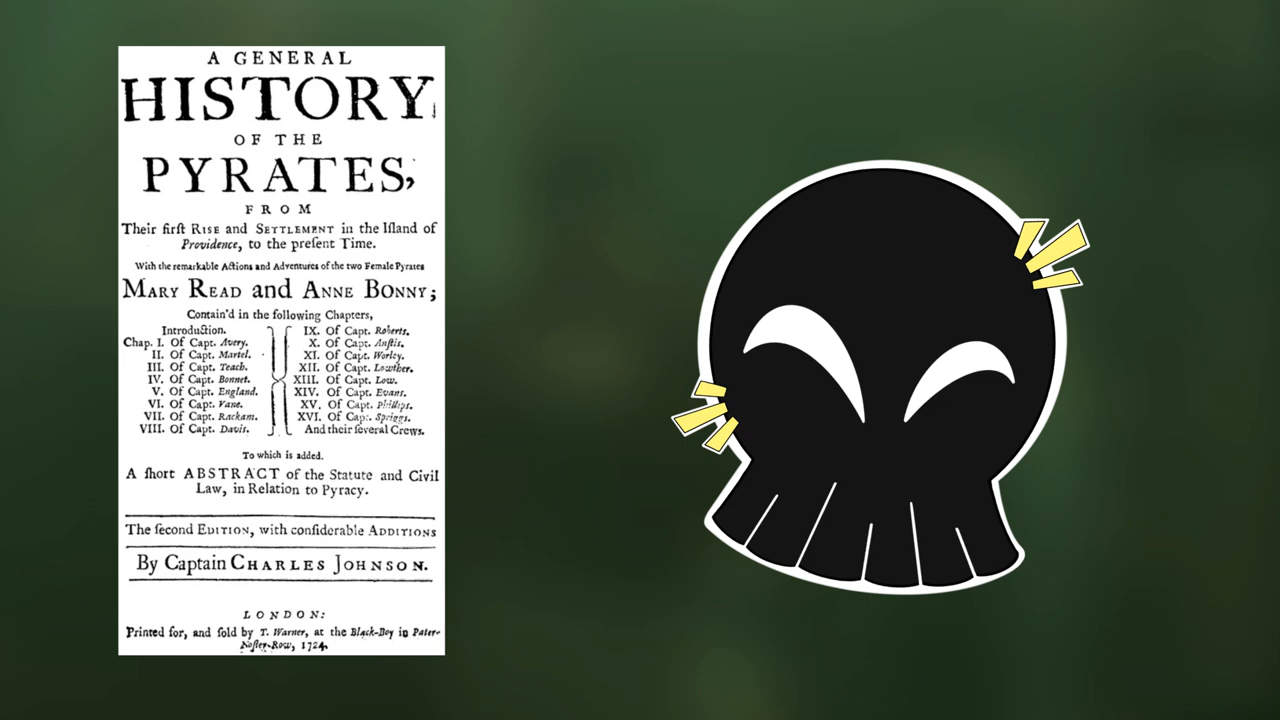 A GENERAL
HISTORY
OF THE
PYRATES,
FROM
Their firſt RISE and SETTLEMENT in the Iſland of
Providence, to the preſent Time.
With the remarkable Actions and Adventures of the two Female Pyrates
MARY READ and ANNE BONNY;
Contain'd in the following Chapters,
Introduction.
Chap. I. Of Capt. Avery.
II. Of Capt. Martel.
III. Of Capt. Teach.
IV. Of Capt. Bonnet.
V. Of Capt. England.
VI. Of Capt. Vane.
VII. Of Capt. Rackam.
VIII. Of Capt. Davis.
IX. Of Capt. Roberts.
X. Of Capt. Anſtis.
XI. Of Capt. Worley.
XII. Of Capt. Lowther.
XIII. Of Capt. Low.
XIV. Of Capt. Evans.
XV. Of Capt. Phillips.
XVI. Of Capt. Spriggs.
And their ſeveral Crews.
To which is added.
A ſhort ABSTRACT of the Statute and Civil
Law, in Relation to Pyracy.
The ſecond EDITION, with conſiderable ADDITIONS
By Captain CHARLES JOHNSON.
LONDON:
Printed for, and ſold by T. Warner, at the Black-Boy in Pater-
Noſter-Row, 1724.